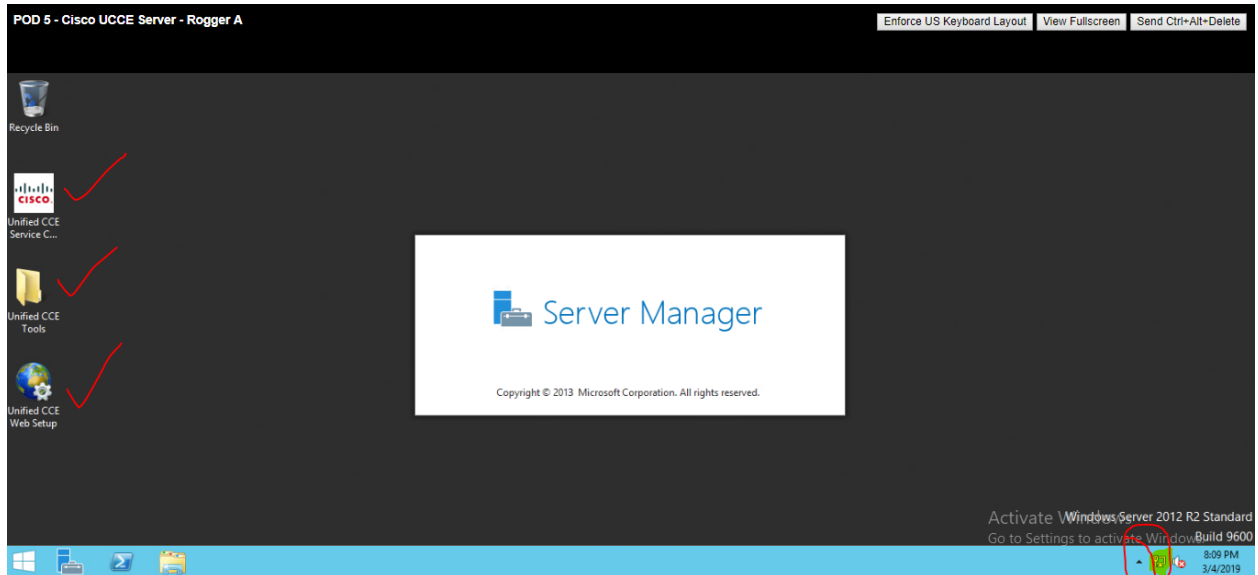 POD 5 - Cisco UCCE Server - Rogger A
Enforce US Keyboard Layout
View Fullscreen
Send Ctrl+Alt+Delete
Recycle Bin
CISCO
Unified CCE
Service C...
Unified CCE
Tools
Unified CCE
Web Setup
Server Manager
Copyright © 2013 Microsoft Corporation. All rights reserved.
Activate Windows
Windows Server 2012 R2 Standard
Go to Settings to activate Windows.
Build 9600
8:09 PM
3/4/2019